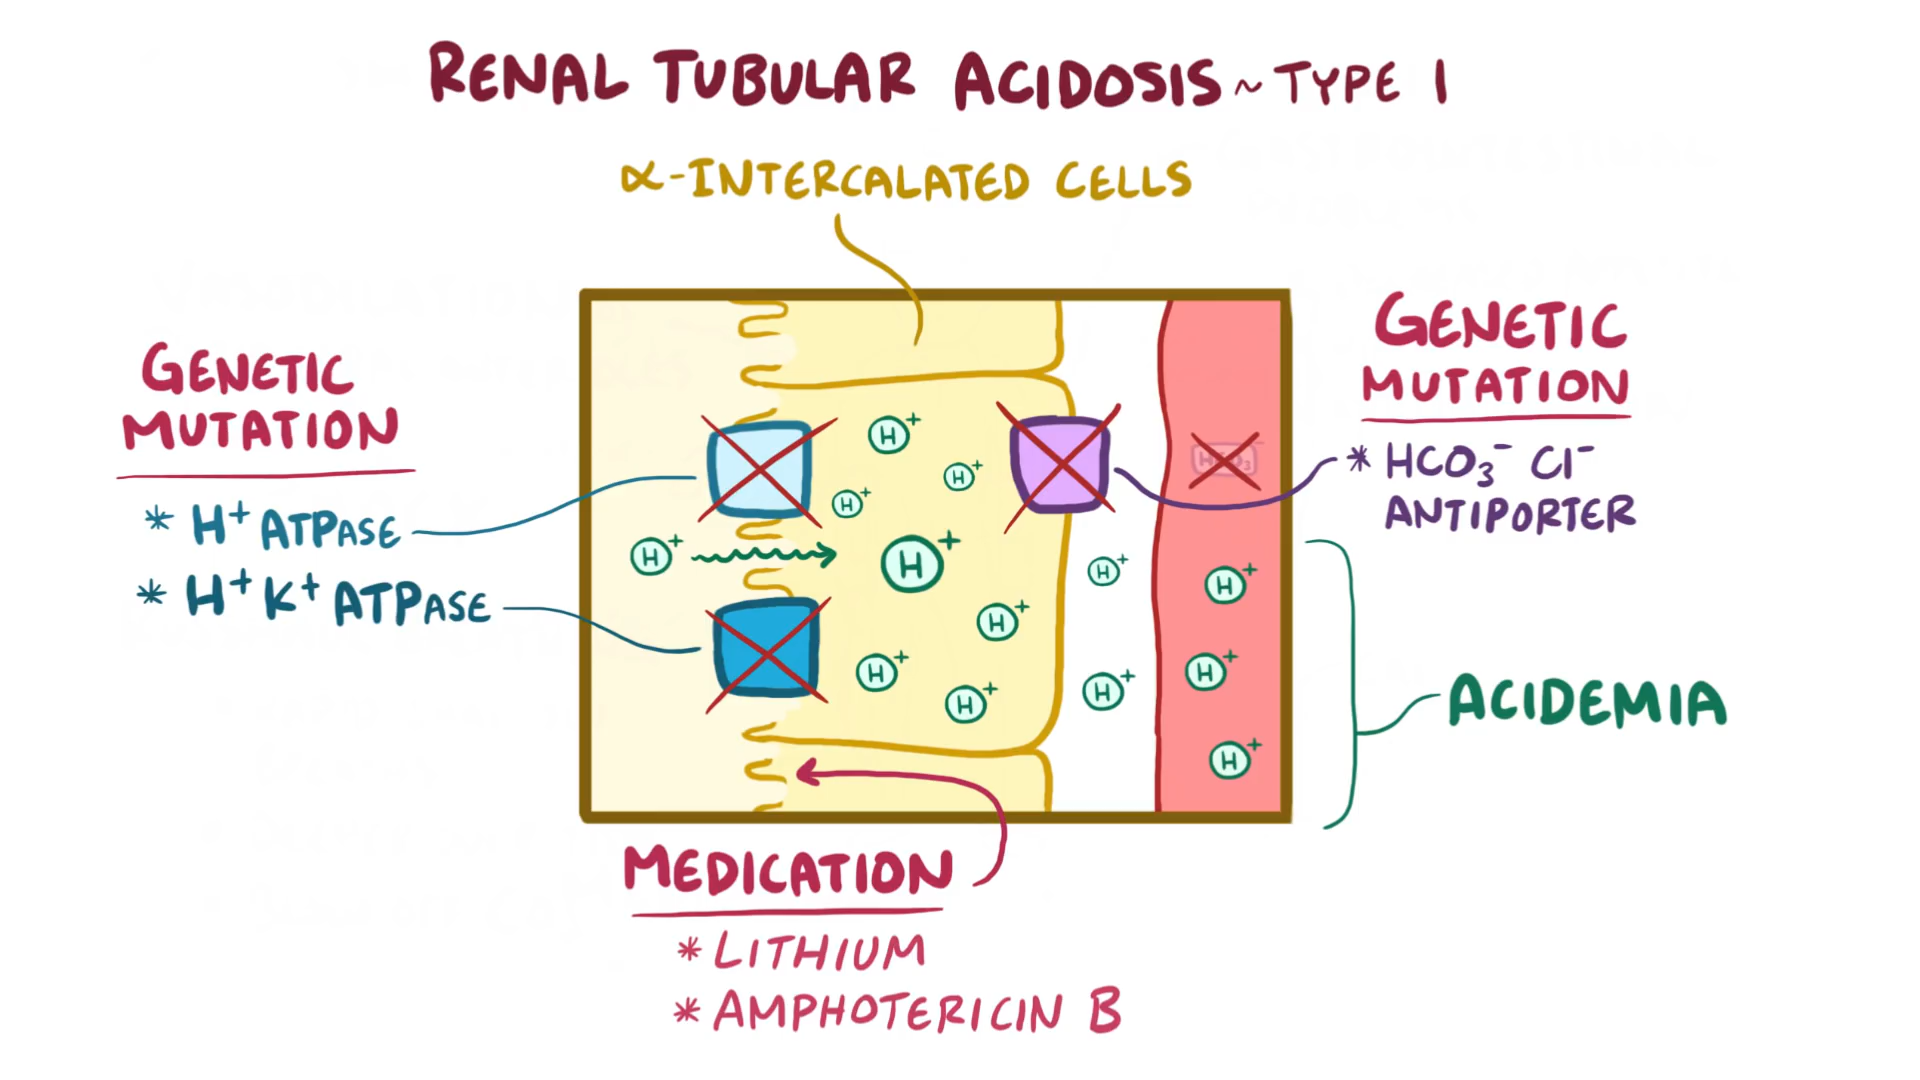 RENAL TUBULAR ACIDOSIS ~ TYPE 1
α-INTERCALATED CELLS
GENETIC
MUTATION
* H⁺ ATPASE
* H⁺ K⁺ ATPASE
GENETIC
MUTATION
* HCO₃⁻ Cl⁻
ANTIPORTER
H⁺
H⁺
H⁺
H⁺
H⁺
H⁺
H⁺
H⁺
H⁺
H⁺
H⁺
HCO₃⁻
H⁺
H⁺
H⁺
ACIDEMIA
MEDICATION
* LITHIUM
* AMPHOTERICIN B